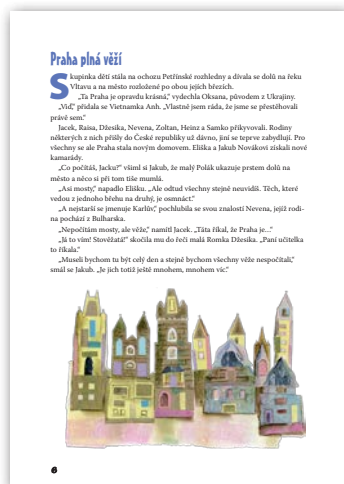 Praha plná věží
Skupinka dětí stála na ochozu Petřínské rozhledny a dívala se dolů na řeku
Vltavu a na město rozložené po obou jejích březích.
„Ta Praha je opravdu krásná,“ vydechla Oksana, původem z Ukrajiny.
„Viď,“ přidala se Vietnamka Anh. „Vlastně jsem ráda, že jsme se přestěhovali
právě sem.“
Jacek, Raisa, Džesika, Nevena, Zoltan, Heinz a Samko přikyvovali. Rodiny
některých z nich přišly do České republiky už dávno, jiní se teprve zabydlují. Pro
všechny se ale Praha stala novým domovem. Eliška a Jakub Novákovi získali nové
kamarády.
„Co počítáš, Jacku?“ všiml si Jakub, že malý Polák ukazuje prstem dolů na
město a něco si při tom tiše mumlá.
„Asi mosty,“ napadlo Elišku. „Ale odtud všechny stejně neuvidíš. Těch, které
vedou z jednoho břehu na druhý, je osmnáct.“
„A nejstarší se jmenuje Karlův,“ pochlubila se svou znalostí Nevena, jejíž rodi-
na pochází z Bulharska.
„Nepočítám mosty, ale věže,“ namítl Jacek. „Táta říkal, že Praha je...“
„Já to vím! Stověžatá!“ skočila mu do řeči malá Romka Džesika. „Paní učitelka
to říkala.“
„Museli bychom tu být celý den a stejně bychom všechny věže nespočítali,“
smál se Jakub. „Je jich totiž ještě mnohem, mnohem víc.“
6